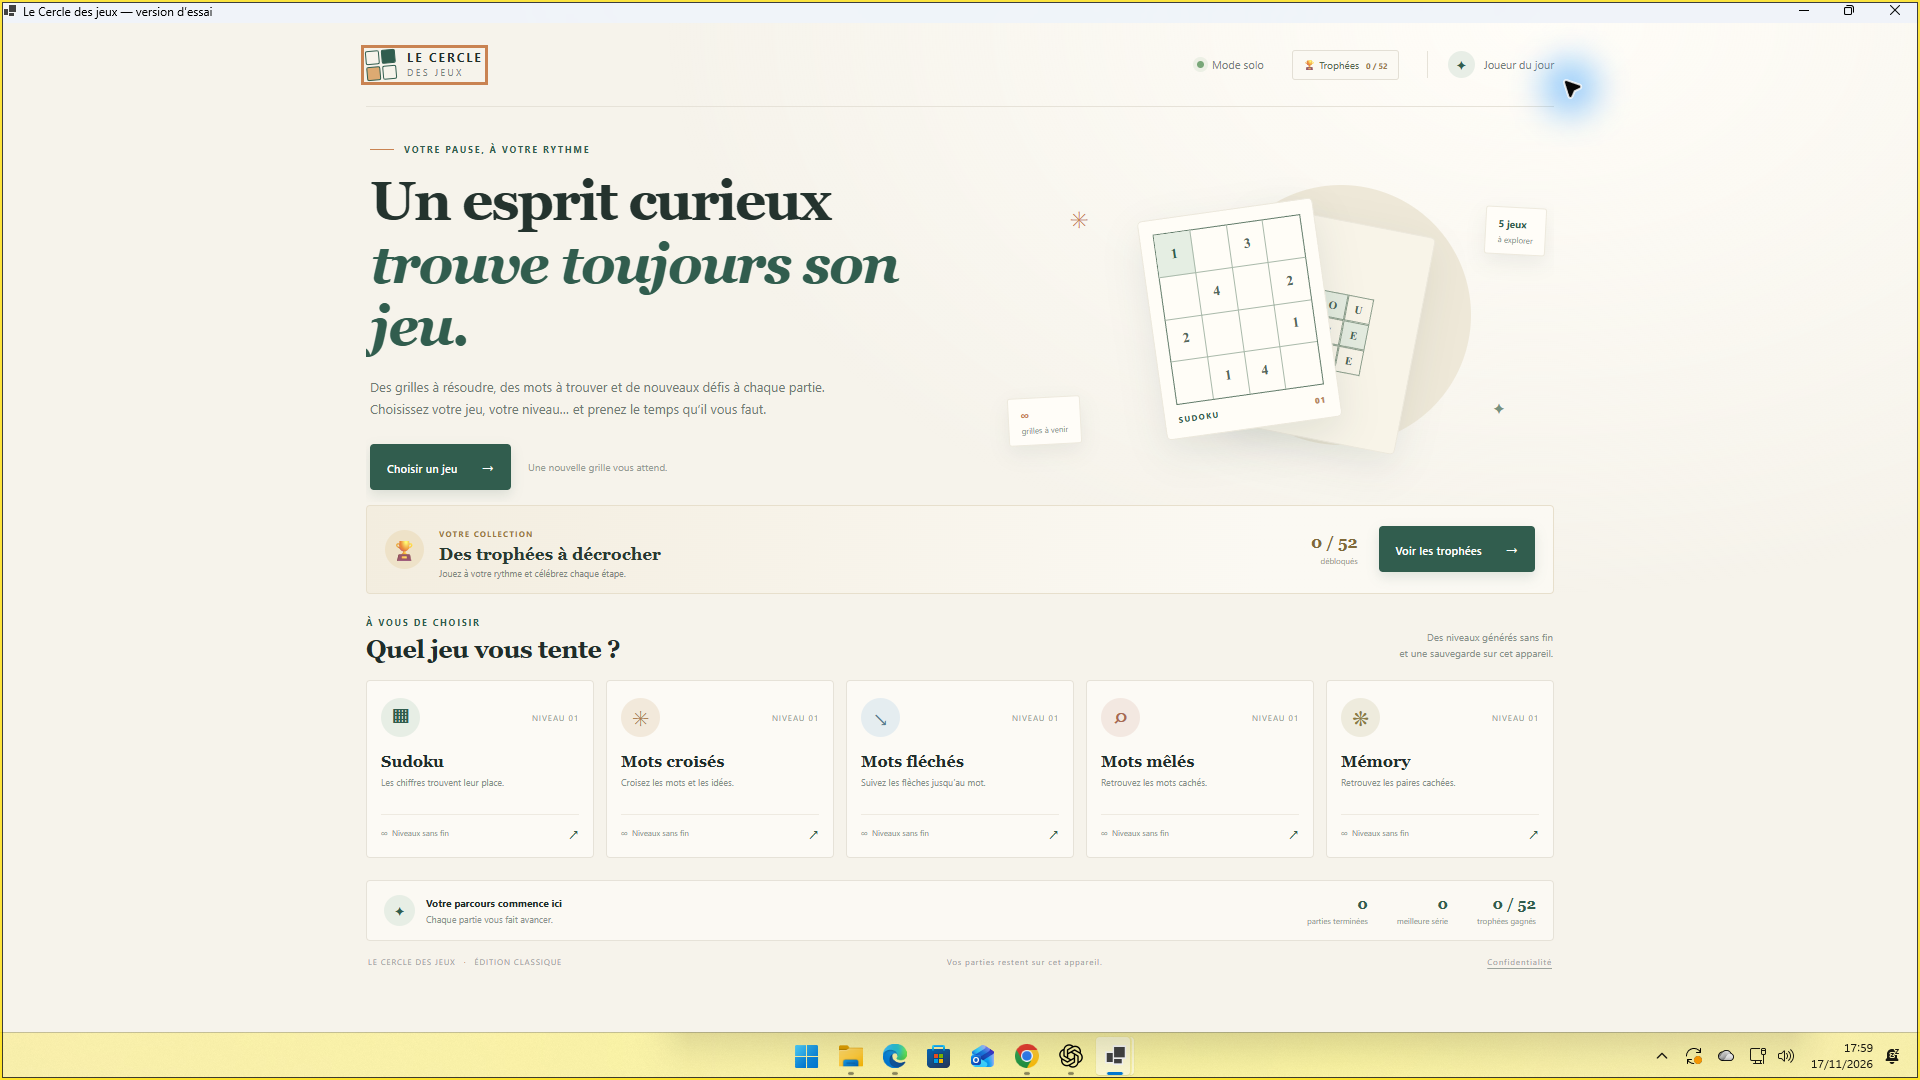 Le Cercle des jeux — version d'essai
LE CERCLE
DES JEUX
Mode solo
Trophées 0 / 52
Joueur du jour
VOTRE PAUSE, À VOTRE RYTHME
Un esprit curieux
trouve toujours son
jeu.
Des grilles à résoudre, des mots à trouver et de nouveaux défis à chaque partie.
Choisissez votre jeu, votre niveau… et prenez le temps qu'il vous faut.
Choisir un jeu →
Une nouvelle grille vous attend.
5 jeux
à explorer
1 3
4 2
2 1
1 4
SUDOKU 01
O U
E
E
∞
grilles à venir
VOTRE COLLECTION
Des trophées à décrocher
Jouez à votre rythme et célébrez chaque étape.
0 / 52
débloqués
Voir les trophées →
À VOUS DE CHOISIR
Quel jeu vous tente ?
Des niveaux générés sans fin
et une sauvegarde sur cet appareil.
NIVEAU 01
Sudoku
Les chiffres trouvent leur place.
∞ Niveaux sans fin ↗
NIVEAU 01
Mots croisés
Croisez les mots et les idées.
∞ Niveaux sans fin ↗
NIVEAU 01
Mots fléchés
Suivez les flèches jusqu'au mot.
∞ Niveaux sans fin ↗
NIVEAU 01
Mots mêlés
Retrouvez les mots cachés.
∞ Niveaux sans fin ↗
NIVEAU 01
Mémory
Retrouvez les paires cachées.
∞ Niveaux sans fin ↗
Votre parcours commence ici
Chaque partie vous fait avancer.
0
parties terminées
0
meilleure série
0 / 52
trophées gagnés
LE CERCLE DES JEUX · ÉDITION CLASSIQUE
Vos parties restent sur cet appareil.
Confidentialité
17:59
17/11/2026